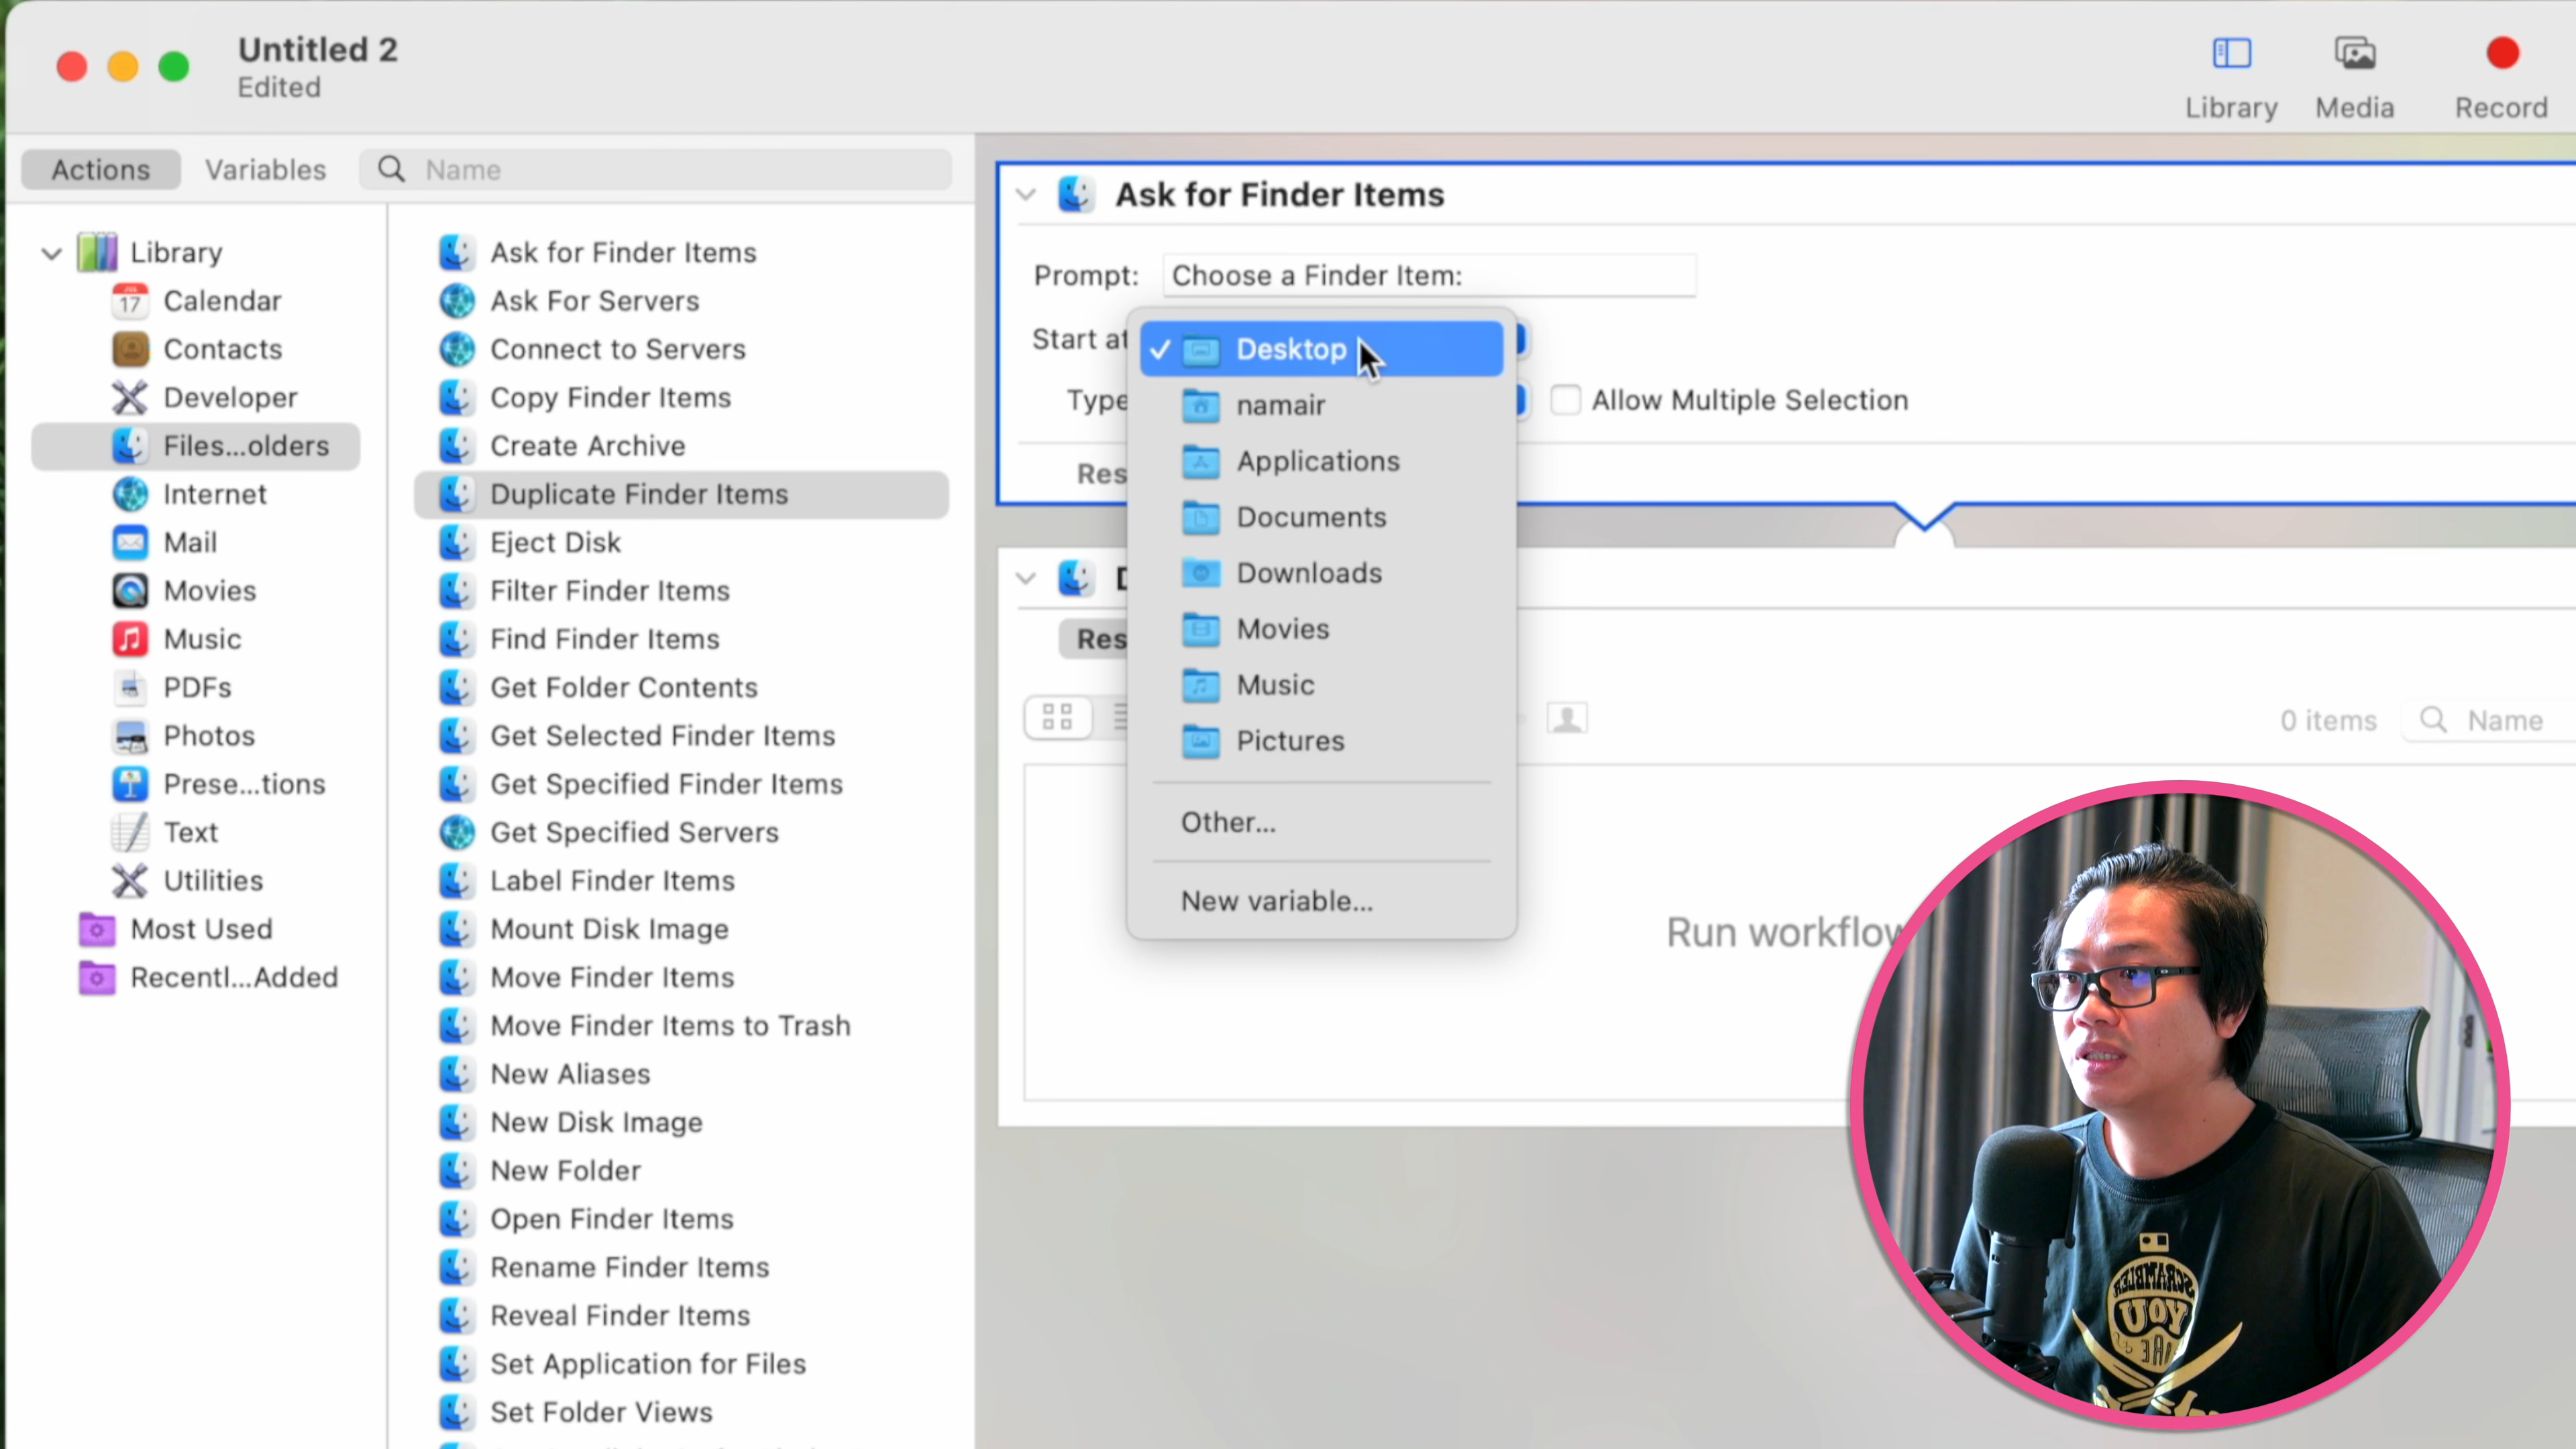 Untitled 2
Edited
Library
Media
Record
Actions
Variables
Name
Library
Calendar
Contacts
Developer
Files...olders
Internet
Mail
Movies
Music
PDFs
Photos
Prese...tions
Text
Utilities
Most Used
Recentl...Added
Ask for Finder Items
Ask For Servers
Connect to Servers
Copy Finder Items
Create Archive
Duplicate Finder Items
Eject Disk
Filter Finder Items
Find Finder Items
Get Folder Contents
Get Selected Finder Items
Get Specified Finder Items
Get Specified Servers
Label Finder Items
Mount Disk Image
Move Finder Items
Move Finder Items to Trash
New Aliases
New Disk Image
New Folder
Open Finder Items
Rename Finder Items
Reveal Finder Items
Set Application for Files
Set Folder Views
Ask for Finder Items
Prompt: Choose a Finder Item:
Start at
Type
Allow Multiple Selection
Res
Desktop
namair
Applications
Documents
Downloads
Movies
Music
Pictures
Other...
New variable...
Res
0 items
Name
Run workflow
SCRAMBLER
YOU
ARE